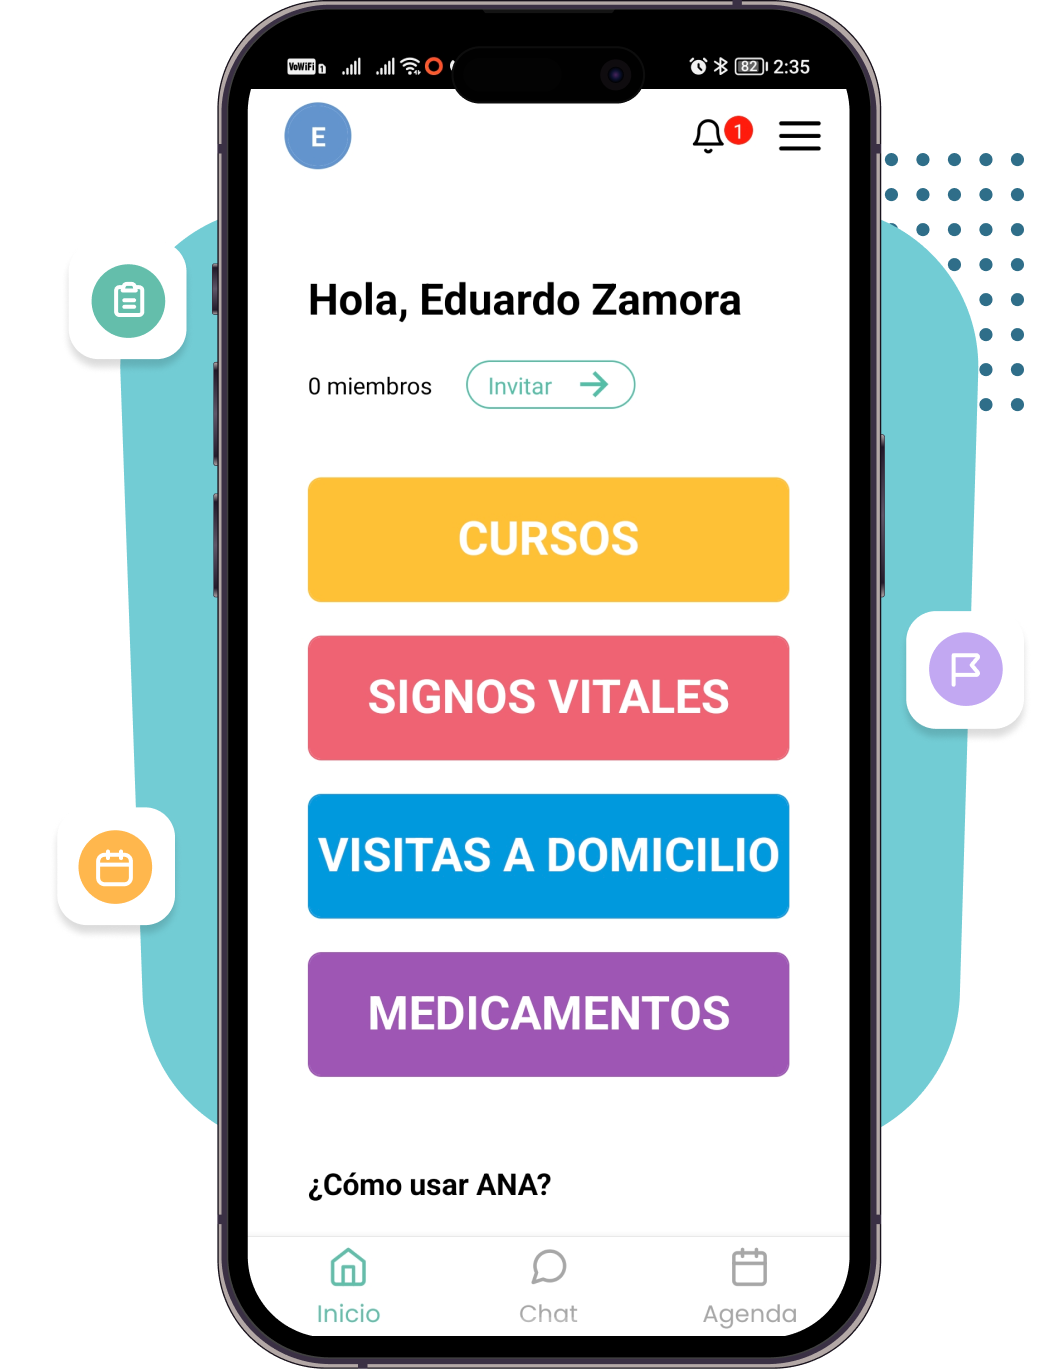 VoWiFi 82 2:35
E 1
Hola, Eduardo Zamora
0 miembros Invitar
CURSOS
SIGNOS VITALES
VISITAS A DOMICILIO
MEDICAMENTOS
¿Cómo usar ANA?
Inicio Chat Agenda